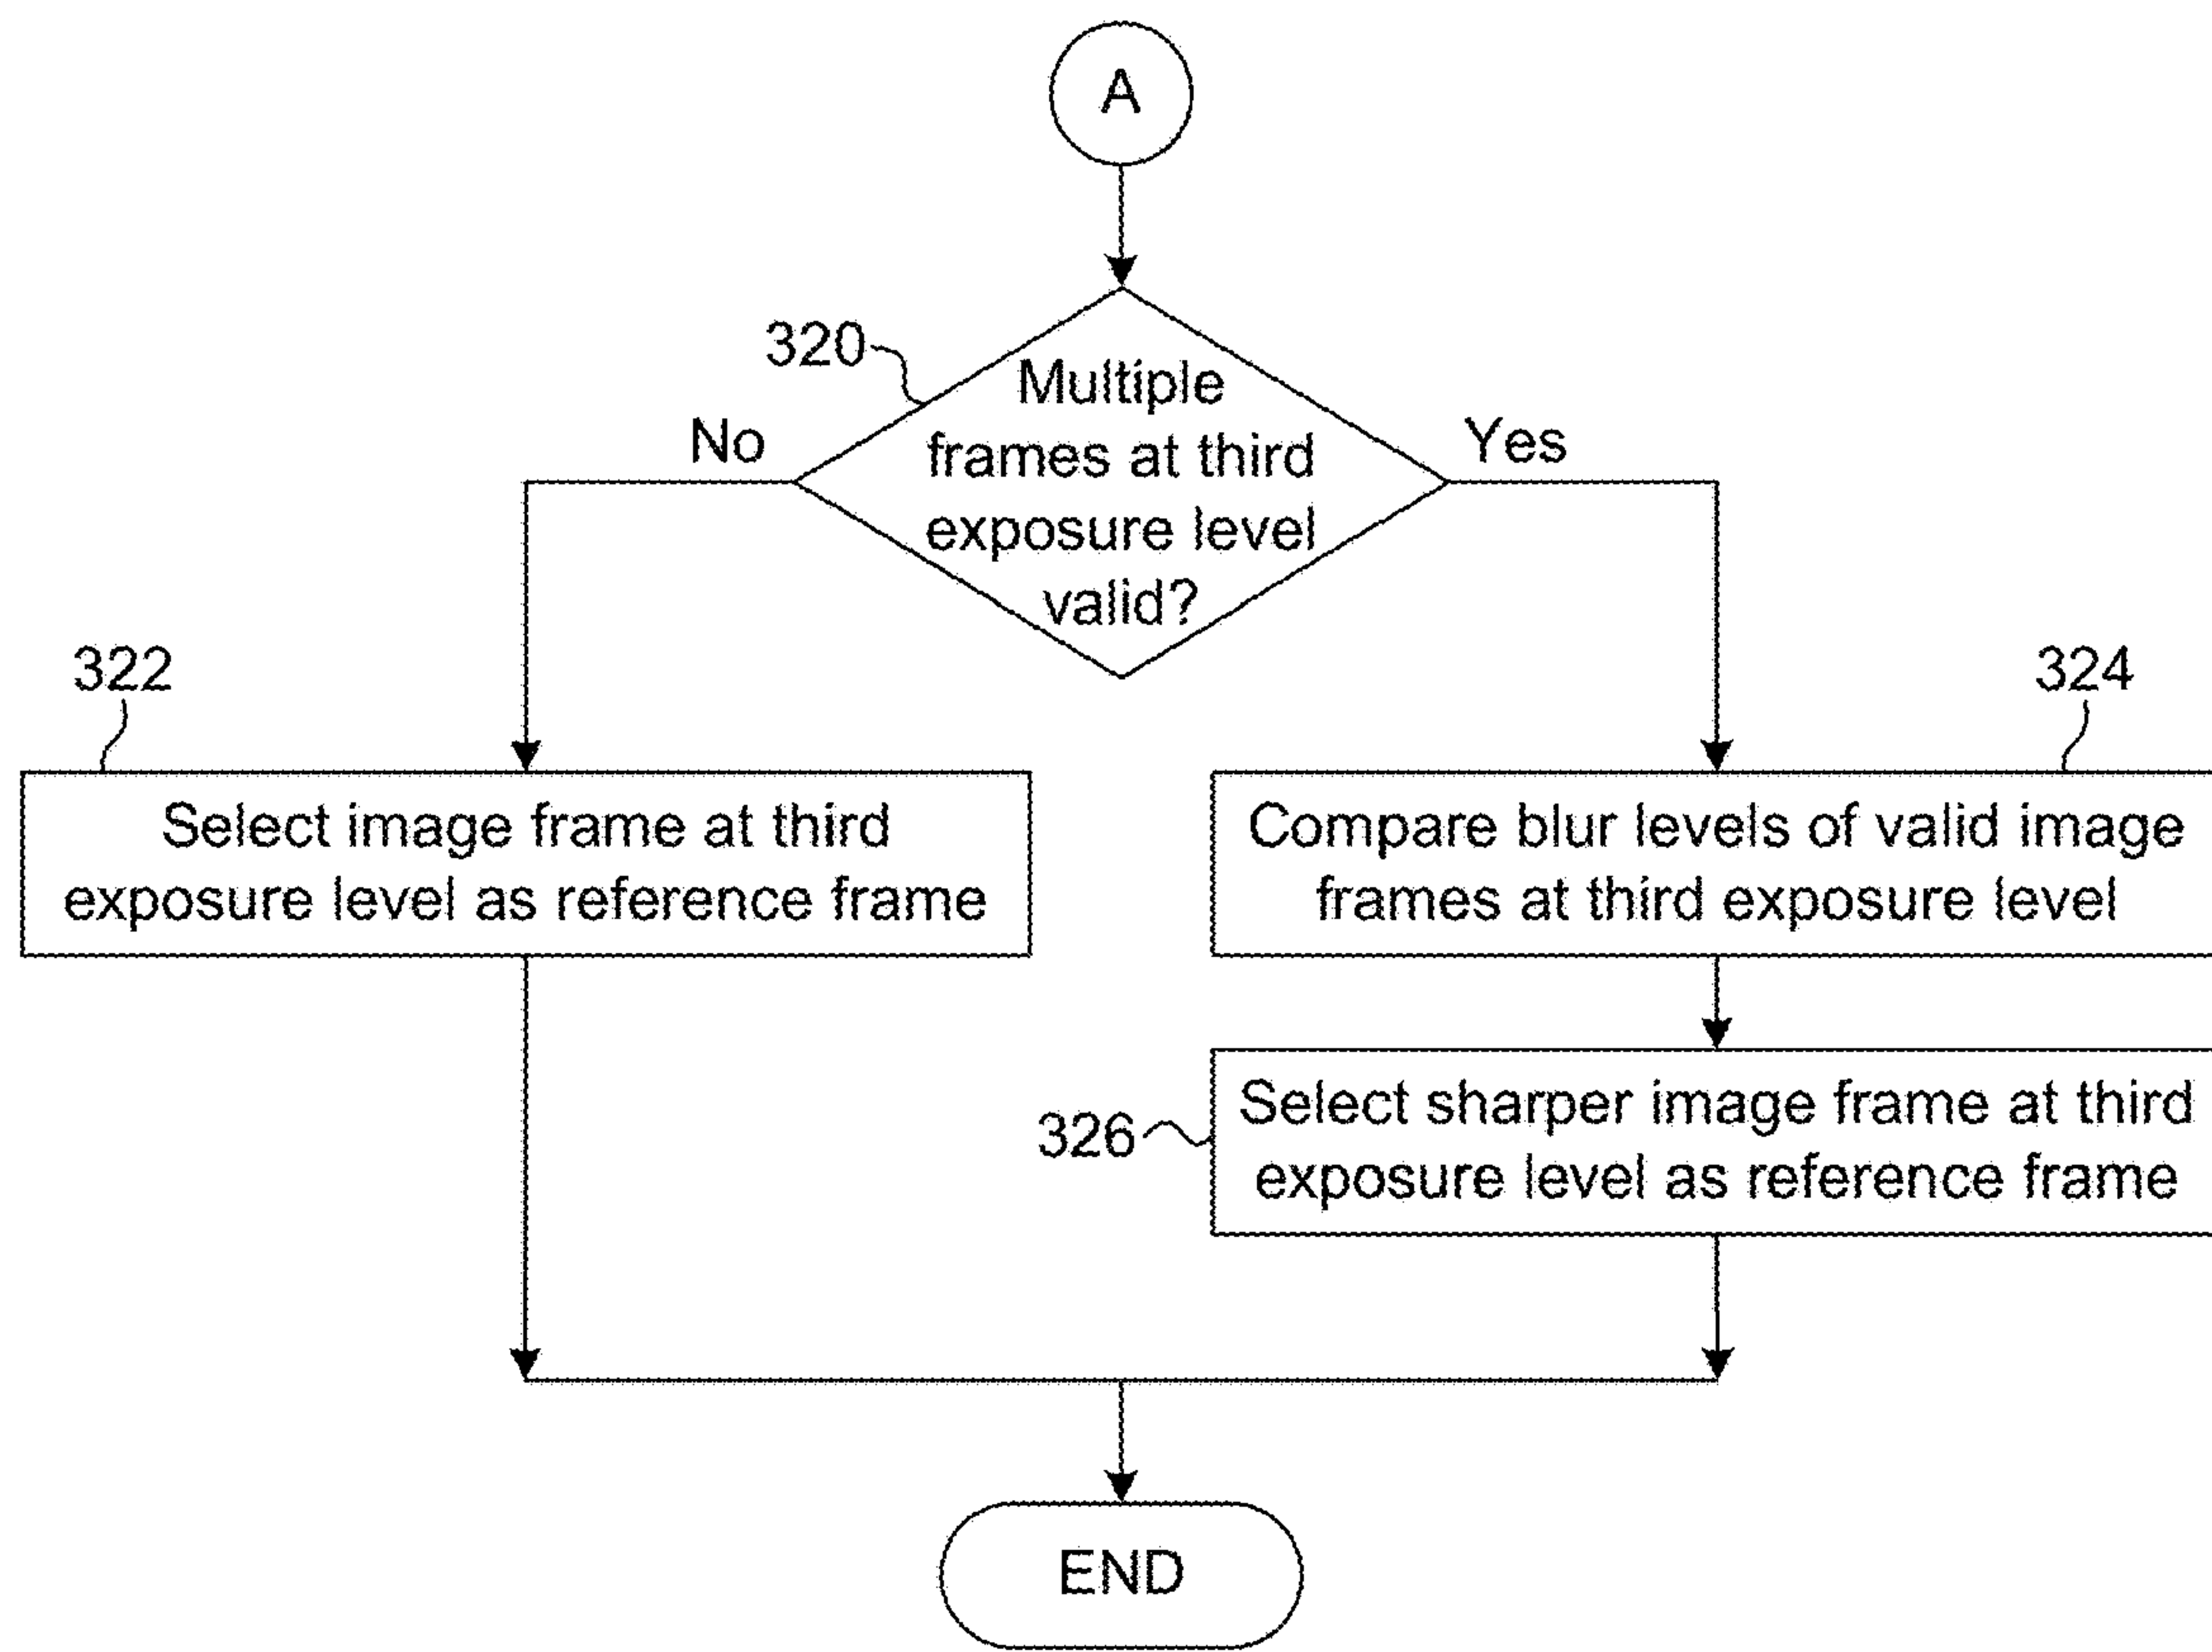 A
320
Multiple
frames at third
exposure level
valid?
No
Yes
322
Select image frame at third
exposure level as reference frame
324
Compare blur levels of valid image
frames at third exposure level
326
Select sharper image frame at third
exposure level as reference frame
END